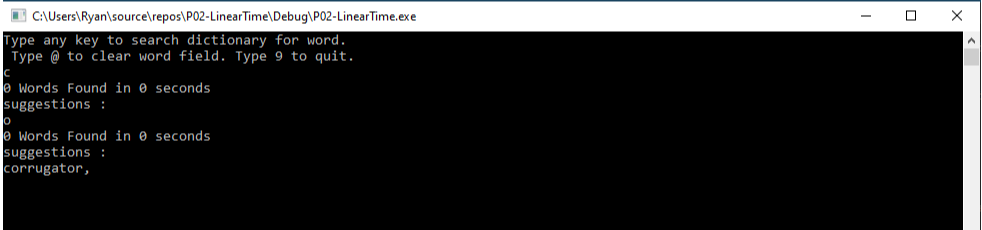 C:\Users\Ryan\source\repos\P02-LinearTime\Debug\P02-LinearTime.exe
Type any key to search dictionary for word.
 Type @ to clear word field. Type 9 to quit.
c
0 Words Found in 0 seconds
suggestions :
o
0 Words Found in 0 seconds
suggestions :
corrugator,